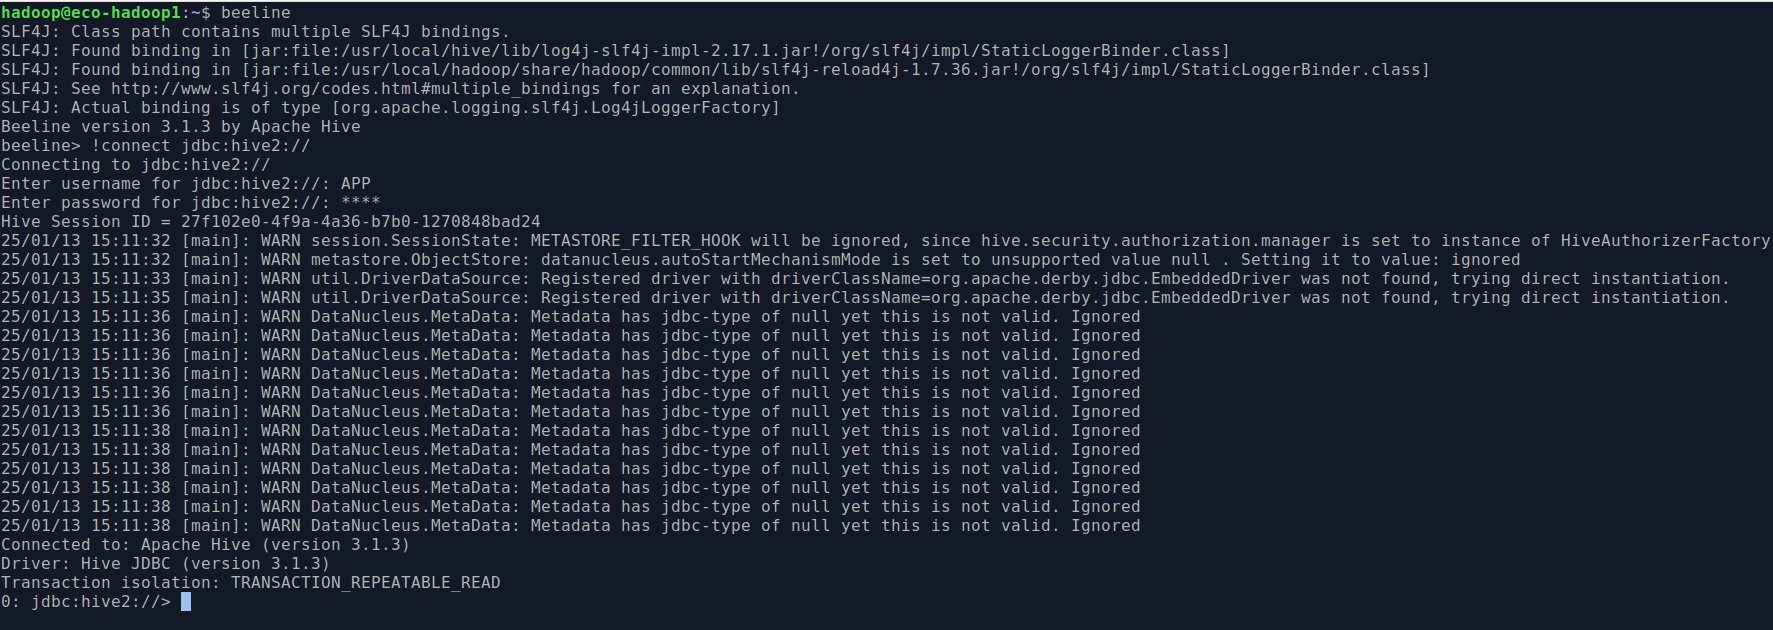 hadoop@eco-hadoop1:~$ beeline
SLF4J: Class path contains multiple SLF4J bindings.
SLF4J: Found binding in [jar:file:/usr/local/hive/lib/log4j-slf4j-impl-2.17.1.jar!/org/slf4j/impl/StaticLoggerBinder.class]
SLF4J: Found binding in [jar:file:/usr/local/hadoop/share/hadoop/common/lib/slf4j-reload4j-1.7.36.jar!/org/slf4j/impl/StaticLoggerBinder.class]
SLF4J: See http://www.slf4j.org/codes.html#multiple_bindings for an explanation.
SLF4J: Actual binding is of type [org.apache.logging.slf4j.Log4jLoggerFactory]
Beeline version 3.1.3 by Apache Hive
beeline> !connect jdbc:hive2://
Connecting to jdbc:hive2://
Enter username for jdbc:hive2://: APP
Enter password for jdbc:hive2://: ****
Hive Session ID = 27f102e0-4f9a-4a36-b7b0-1270848bad24
25/01/13 15:11:32 [main]: WARN session.SessionState: METASTORE_FILTER_HOOK will be ignored, since hive.security.authorization.manager is set to instance of HiveAuthorizerFactory.
25/01/13 15:11:32 [main]: WARN metastore.ObjectStore: datanucleus.autoStartMechanismMode is set to unsupported value null . Setting it to value: ignored
25/01/13 15:11:33 [main]: WARN util.DriverDataSource: Registered driver with driverClassName=org.apache.derby.jdbc.EmbeddedDriver was not found, trying direct instantiation.
25/01/13 15:11:35 [main]: WARN util.DriverDataSource: Registered driver with driverClassName=org.apache.derby.jdbc.EmbeddedDriver was not found, trying direct instantiation.
25/01/13 15:11:36 [main]: WARN DataNucleus.MetaData: Metadata has jdbc-type of null yet this is not valid. Ignored
25/01/13 15:11:36 [main]: WARN DataNucleus.MetaData: Metadata has jdbc-type of null yet this is not valid. Ignored
25/01/13 15:11:36 [main]: WARN DataNucleus.MetaData: Metadata has jdbc-type of null yet this is not valid. Ignored
25/01/13 15:11:36 [main]: WARN DataNucleus.MetaData: Metadata has jdbc-type of null yet this is not valid. Ignored
25/01/13 15:11:36 [main]: WARN DataNucleus.MetaData: Metadata has jdbc-type of null yet this is not valid. Ignored
25/01/13 15:11:36 [main]: WARN DataNucleus.MetaData: Metadata has jdbc-type of null yet this is not valid. Ignored
25/01/13 15:11:38 [main]: WARN DataNucleus.MetaData: Metadata has jdbc-type of null yet this is not valid. Ignored
25/01/13 15:11:38 [main]: WARN DataNucleus.MetaData: Metadata has jdbc-type of null yet this is not valid. Ignored
25/01/13 15:11:38 [main]: WARN DataNucleus.MetaData: Metadata has jdbc-type of null yet this is not valid. Ignored
25/01/13 15:11:38 [main]: WARN DataNucleus.MetaData: Metadata has jdbc-type of null yet this is not valid. Ignored
25/01/13 15:11:38 [main]: WARN DataNucleus.MetaData: Metadata has jdbc-type of null yet this is not valid. Ignored
25/01/13 15:11:38 [main]: WARN DataNucleus.MetaData: Metadata has jdbc-type of null yet this is not valid. Ignored
Connected to: Apache Hive (version 3.1.3)
Driver: Hive JDBC (version 3.1.3)
Transaction isolation: TRANSACTION_REPEATABLE_READ
0: jdbc:hive2://>